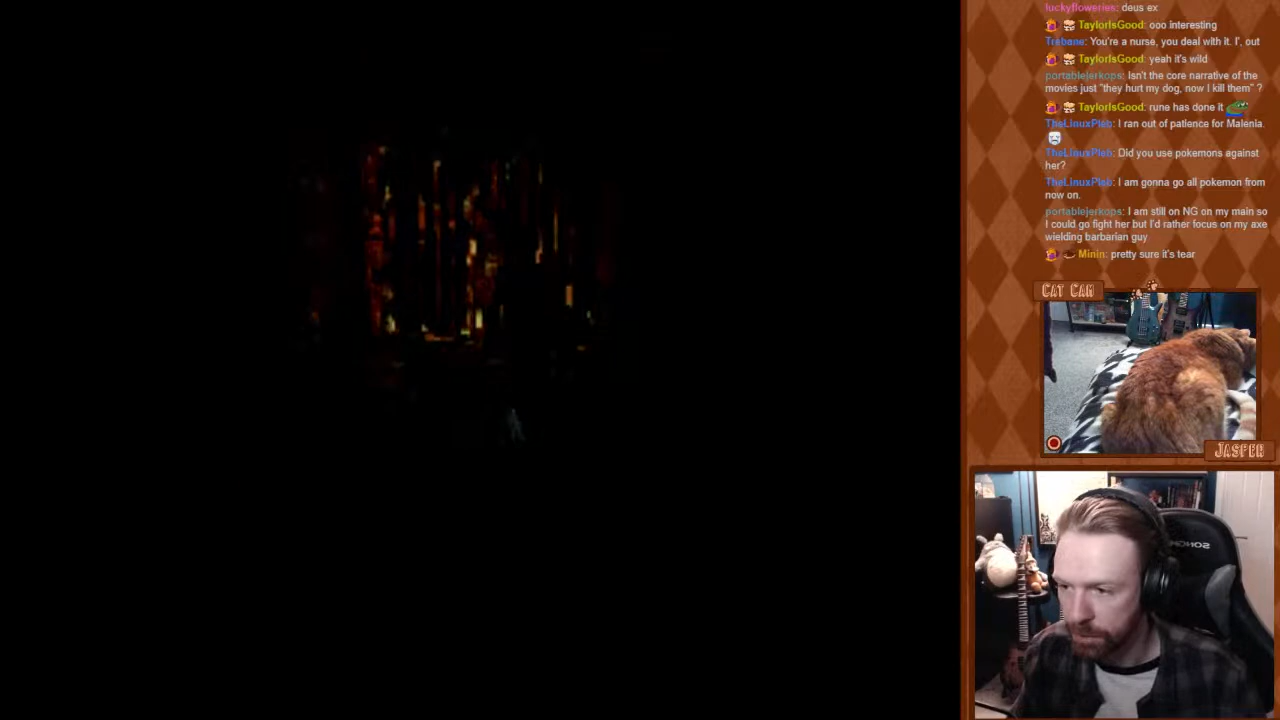 luckyfloweries: deus ex
TaylorIsGood: ooo interesting
Trebane: You're a nurse, you deal with it. I', out
TaylorIsGood: yeah it's wild
portablejerkops: Isn't the core narrative of the
movies just "they hurt my dog, now I kill them" ?
TaylorIsGood: rune has done it
TheLinuxPleb: I ran out of patience for Malenia.
TheLinuxPleb: Did you use pokemons against
her?
TheLinuxPleb: I am gonna go all pokemon from
now on.
portablejerkops: I am still on NG on my main so
I could go fight her but I'd rather focus on my axe
wielding barbarian guy
Minin: pretty sure it's tear
CAT CAM
JASPER